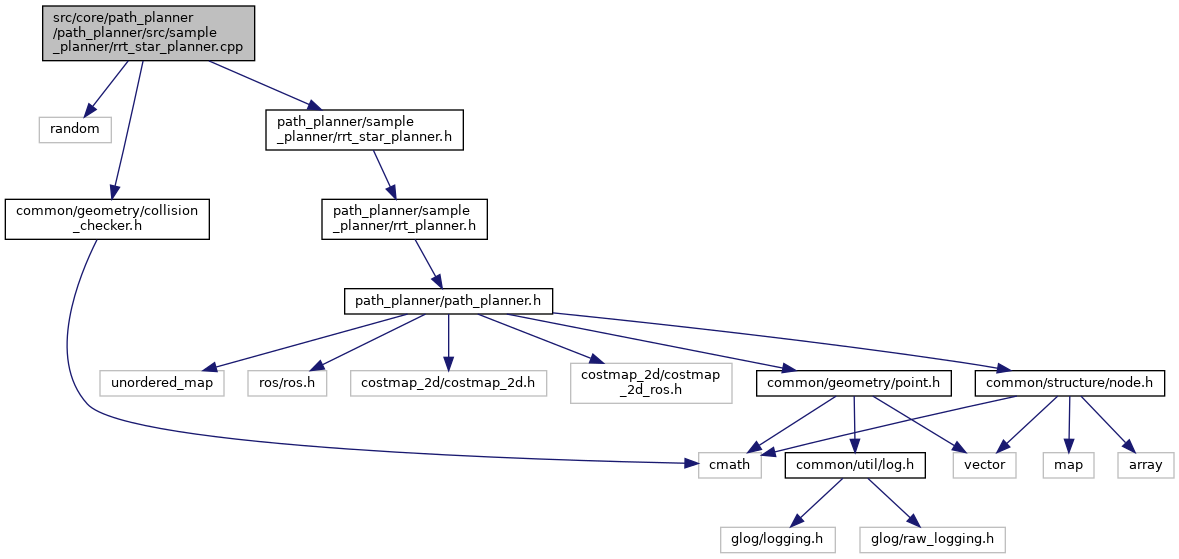 src/core/path_planner
/path_planner/src/sample
_planner/rrt_star_planner.cpp
random
path_planner/sample
_planner/rrt_star_planner.h
common/geometry/collision
_checker.h
path_planner/sample
_planner/rrt_planner.h
path_planner/path_planner.h
unordered_map
ros/ros.h
costmap_2d/costmap_2d.h
costmap_2d/costmap
_2d_ros.h
common/geometry/point.h
common/structure/node.h
cmath
common/util/log.h
vector
map
array
glog/logging.h
glog/raw_logging.h